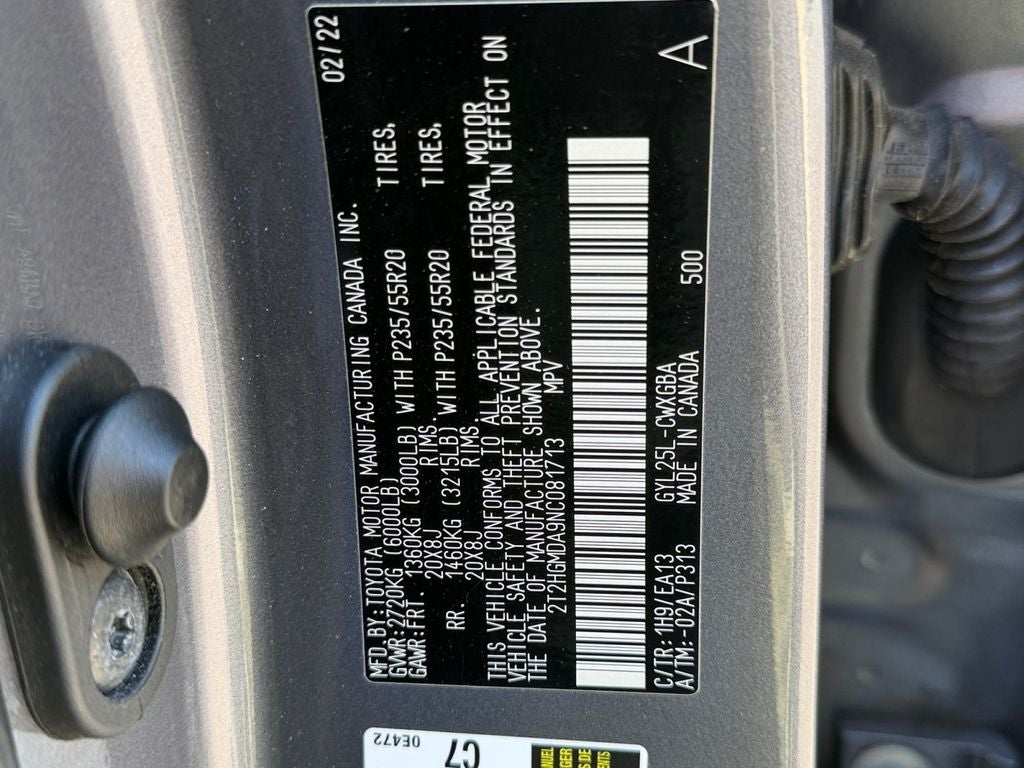 MFD. BY: TOYOTA MOTOR MANUFACTURING CANADA INC. 02/22
GVWR: 2720KG (6000LB)
GAWR: FRT. 1360KG (3000LB) WITH P235/55R20 TIRES,
20X8J RIMS.
RR. 1460KG (3215LB) WITH P235/55R20 TIRES,
20X8J RIMS.
THIS VEHICLE CONFORMS TO ALL APPLICABLE FEDERAL MOTOR
VEHICLE SAFETY AND THEFT PREVENTION STANDARDS IN EFFECT ON
THE DATE OF MANUFACTURE SHOWN ABOVE.
2T2HGMDA9NC081713 MPV
C/TR: 1H9/EA13 GYL25L-CWXGBA 500
A/TM: -02A/P313 MADE IN CANADA A
0E472